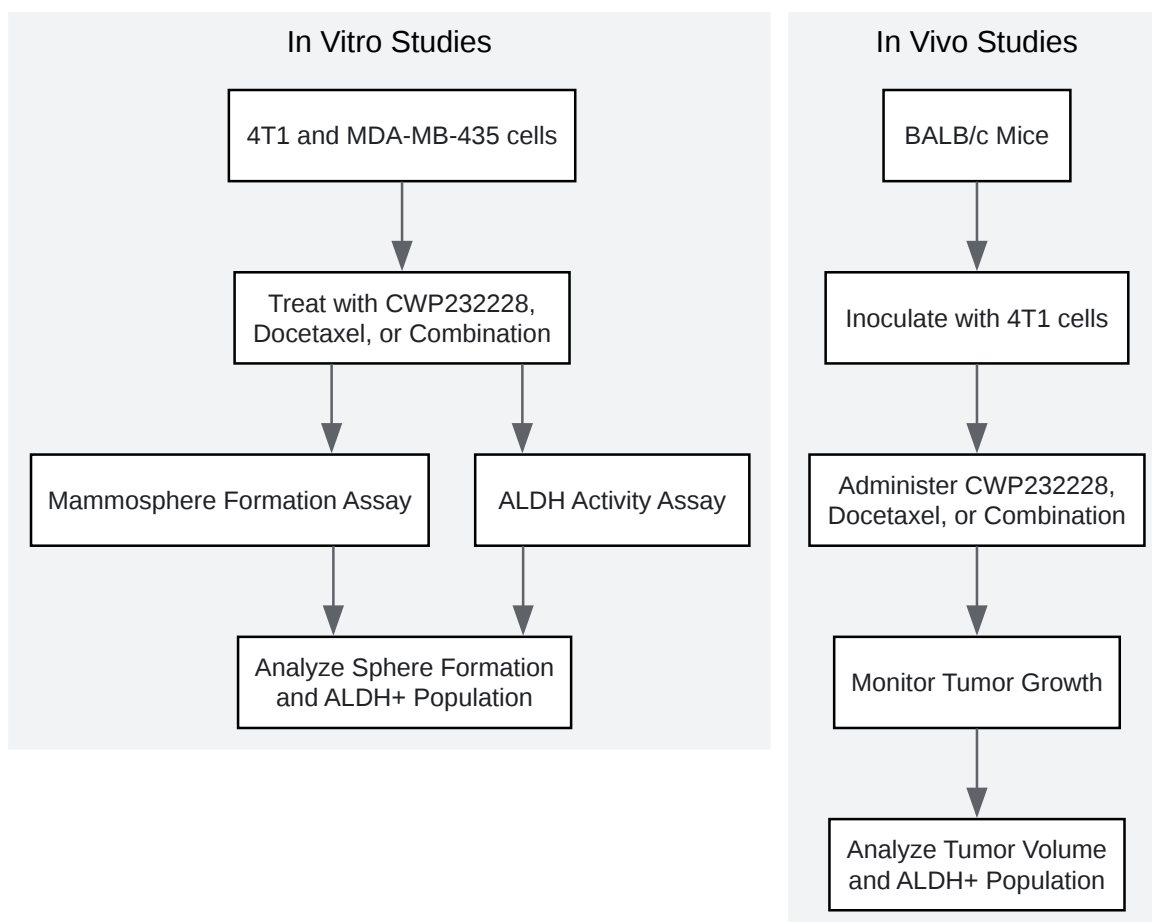 In Vitro Studies
4T1 and MDA-MB-435 cells
Treat with CWP232228,
Docetaxel, or Combination
Mammosphere Formation Assay
ALDH Activity Assay
Analyze Sphere Formation
and ALDH+ Population
In Vivo Studies
BALB/c Mice
Inoculate with 4T1 cells
Administer CWP232228,
Docetaxel, or Combination
Monitor Tumor Growth
Analyze Tumor Volume
and ALDH+ Population